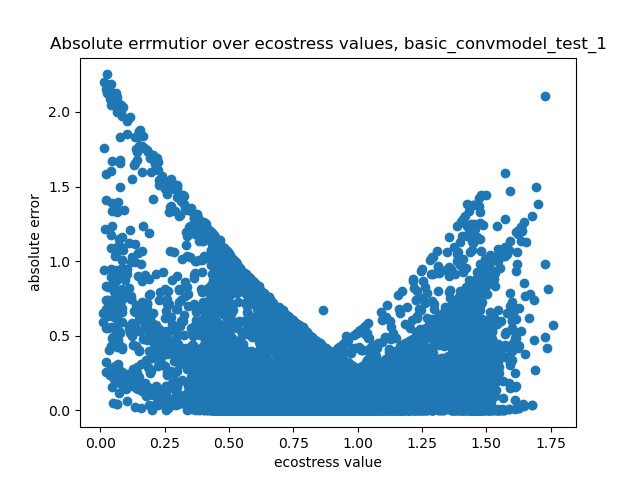 Absolute errmutior over ecostress values, basic_convmodel_test_1
2.0
1.5
1.0
0.5
0.0
absolute error
0.00 0.25 0.50 0.75 1.00 1.25 1.50 1.75
ecostress value